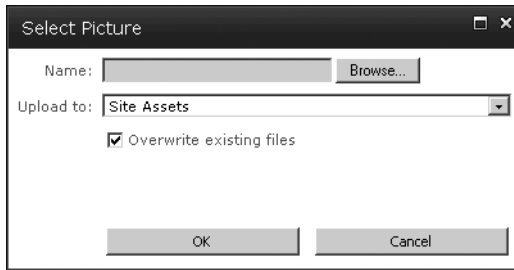 Select Picture
Name: Browse...
Upload to: Site Assets
Overwrite existing files
OK Cancel